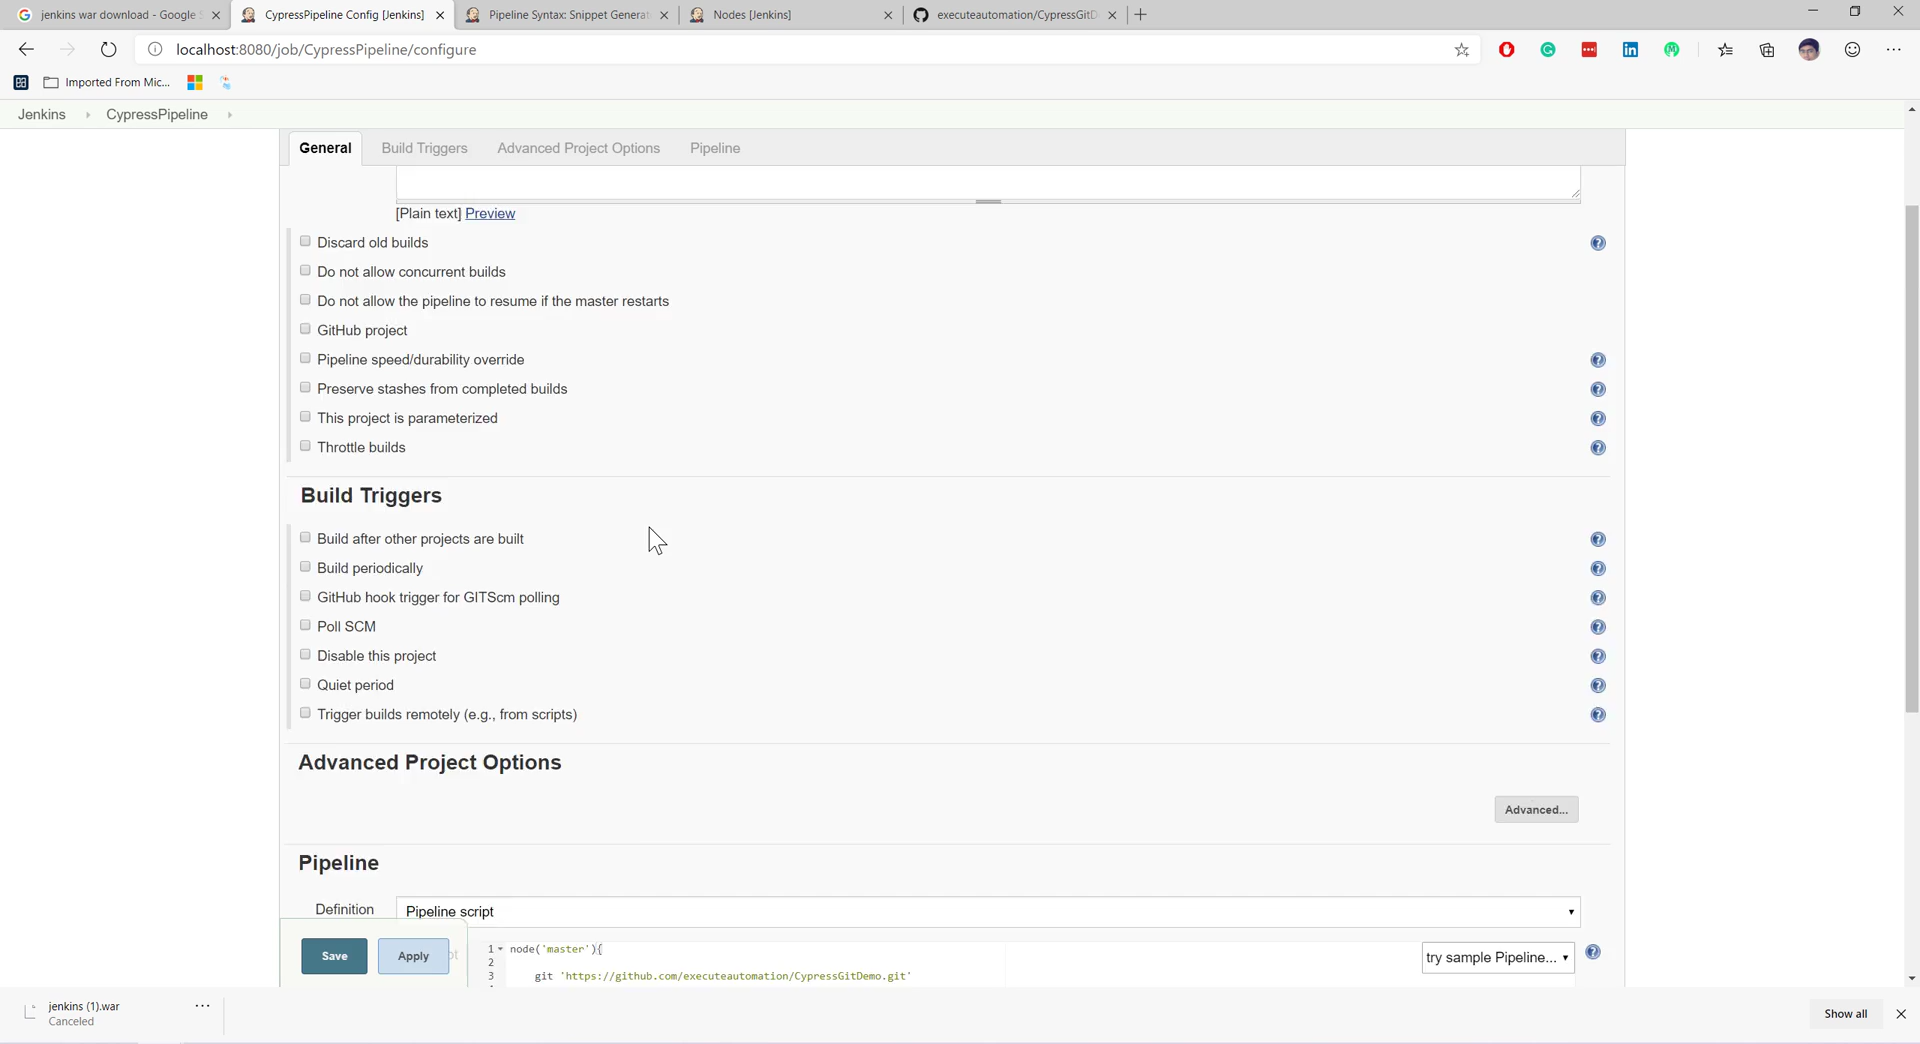 jenkins war download - Google S
CypressPipeline Config [Jenkins]
Pipeline Syntax: Snippet Generat
Nodes [Jenkins]
executeautomation/CypressGitD
localhost:8080/job/CypressPipeline/configure
Imported From Mic...
Jenkins
CypressPipeline
General
Build Triggers
Advanced Project Options
Pipeline
[Plain text] Preview
Discard old builds
Do not allow concurrent builds
Do not allow the pipeline to resume if the master restarts
GitHub project
Pipeline speed/durability override
Preserve stashes from completed builds
This project is parameterized
Throttle builds
Build Triggers
Build after other projects are built
Build periodically
GitHub hook trigger for GITScm polling
Poll SCM
Disable this project
Quiet period
Trigger builds remotely (e.g., from scripts)
Advanced Project Options
Advanced...
Pipeline
Definition
Pipeline script
Save
Apply
1 node('master'){
2
3 git 'https://github.com/executeautomation/CypressGitDemo.git'
try sample Pipeline...
jenkins (1).war
Canceled
Show all